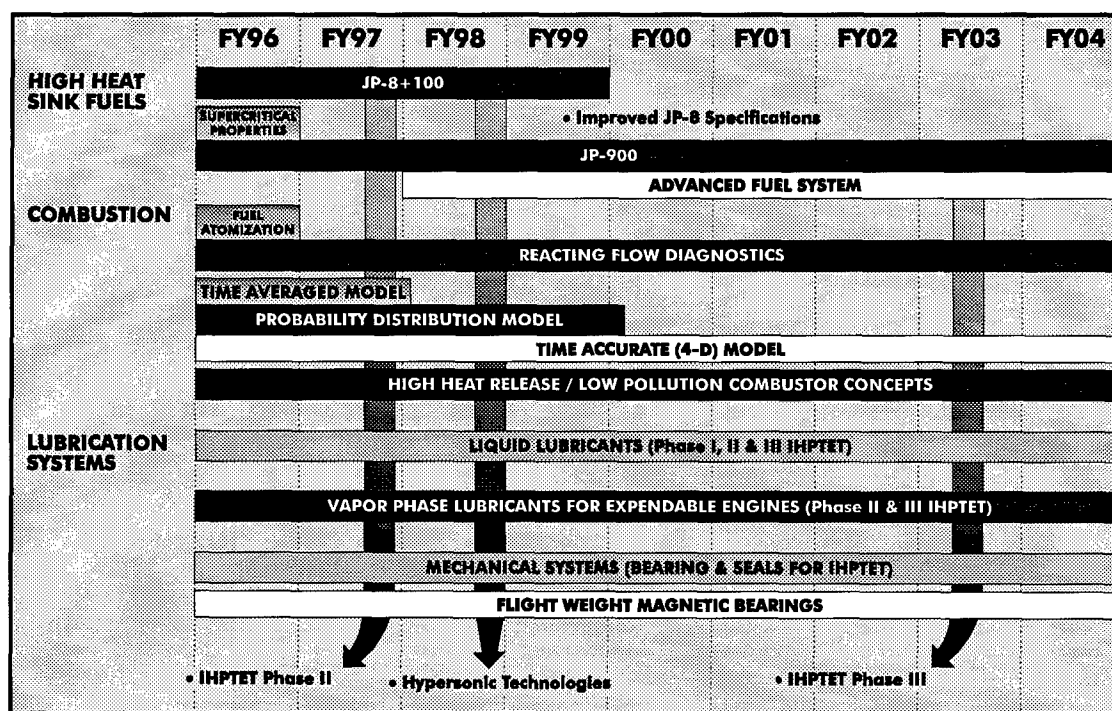 FY96 FY97 FY98 FY99 FY00 FY01 FY02 FY03 FY04
HIGH HEAT
SINK FUELS
JP-8+100
SUPERCRITICAL
PROPERTIES
• Improved JP-8 Specifications
JP-900
ADVANCED FUEL SYSTEM
COMBUSTION
FUEL
ATOMIZATION
REACTING FLOW DIAGNOSTICS
TIME AVERAGED MODEL
PROBABILITY DISTRIBUTION MODEL
TIME ACCURATE (4-D) MODEL
HIGH HEAT RELEASE / LOW POLLUTION COMBUSTOR CONCEPTS
LUBRICATION
SYSTEMS
LIQUID LUBRICANTS (Phase I, II & III IHPTET)
VAPOR PHASE LUBRICANTS FOR EXPENDABLE ENGINES (Phase II & III IHPTET)
MECHANICAL SYSTEMS (BEARING & SEALS FOR IHPTET)
FLIGHT WEIGHT MAGNETIC BEARINGS
• IHPTET Phase II
• Hypersonic Technologies
• IHPTET Phase III